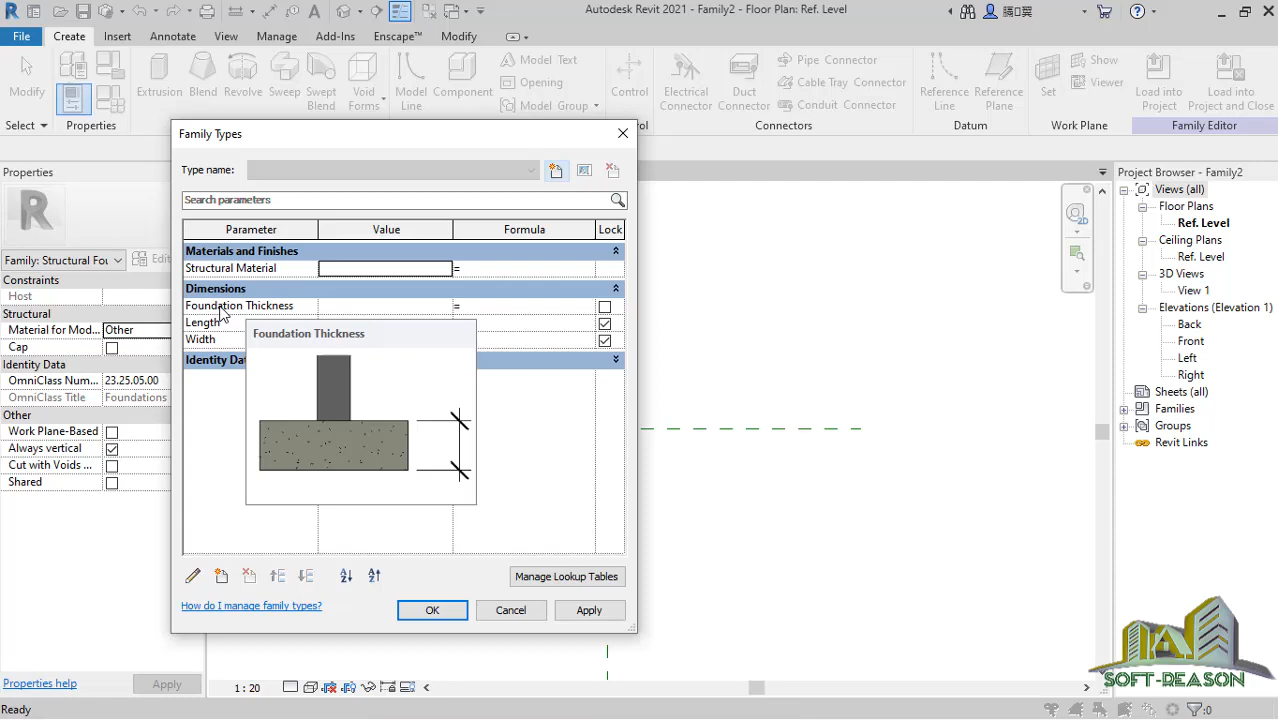 Autodesk Revit 2021 - Family2 - Floor Plan: Ref. Level
File Create Insert Annotate View Manage Add-Ins Enscape™ Modify
Modify Extrusion Blend Revolve Sweep Swept Blend Void Forms Model Line Component Model Text Opening Model Group Control Electrical Connector Duct Connector Pipe Connector Cable Tray Connector Conduit Connector Reference Line Reference Plane Set Show Viewer Load into Project Load into Project and Close
Select Properties Connectors Datum Work Plane Family Editor
Properties
Family: Structural Fou
Edi
Constraints
Host
Structural
Material for Mod... Other
Cap
Identity Data
OmniClass Num... 23.25.05.00
OmniClass Title Foundations
Other
Work Plane-Based
Always vertical
Cut with Voids ...
Shared
Properties help Apply
Family Types
Type name:
Search parameters
Parameter Value Formula Lock
Materials and Finishes
Structural Material =
Dimensions
Foundation Thickness =
Length
Width
Identity Dat
Foundation Thickness
Manage Lookup Tables
How do I manage family types?
OK Cancel Apply
Project Browser - Family2
Views (all)
Floor Plans
Ref. Level
Ceiling Plans
Ref. Level
3D Views
View 1
Elevations (Elevation 1)
Back
Front
Left
Right
Sheets (all)
Families
Groups
Revit Links
SOFT-REASON
1 : 20
Ready
:0